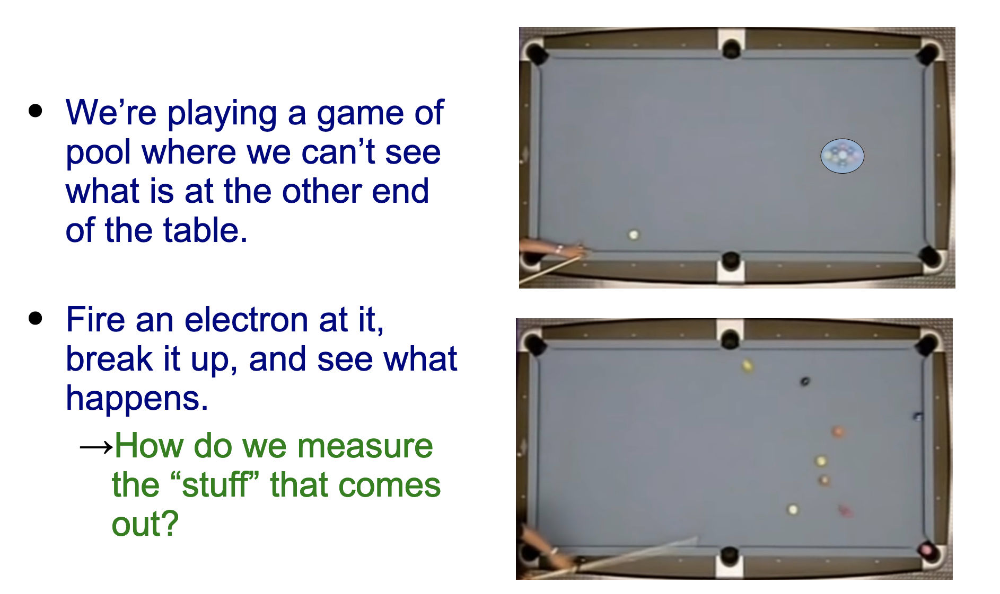 • We’re playing a game of
pool where we can’t see
what is at the other end
of the table.
• Fire an electron at it,
break it up, and see what
happens.
→How do we measure
the “stuff” that comes
out?